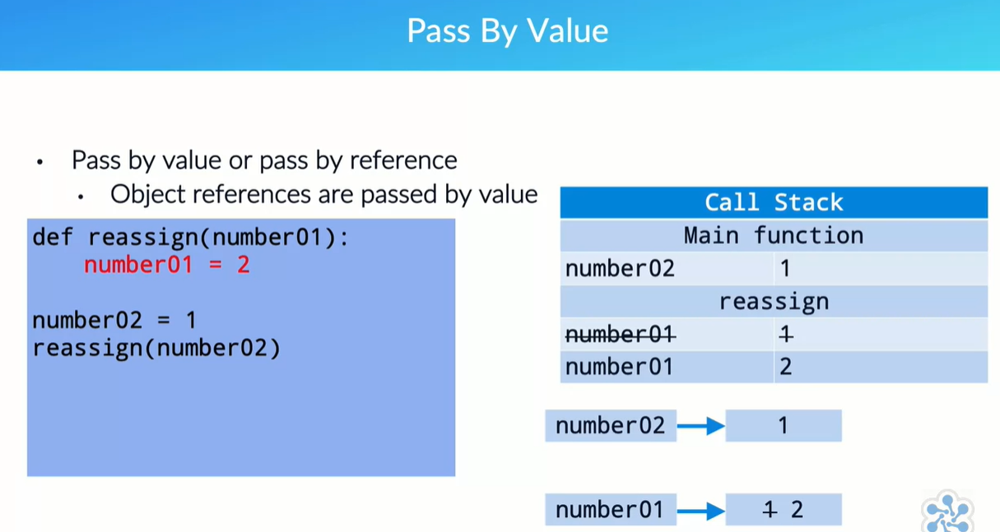 Pass By Value
• Pass by value or pass by reference
• Object references are passed by value
def reassign(number01):
    number01 = 2
number02 = 1
reassign(number02)
Call Stack
Main function
number02 1
reassign
number01 1
number01 2
number02 1
number01 1 2